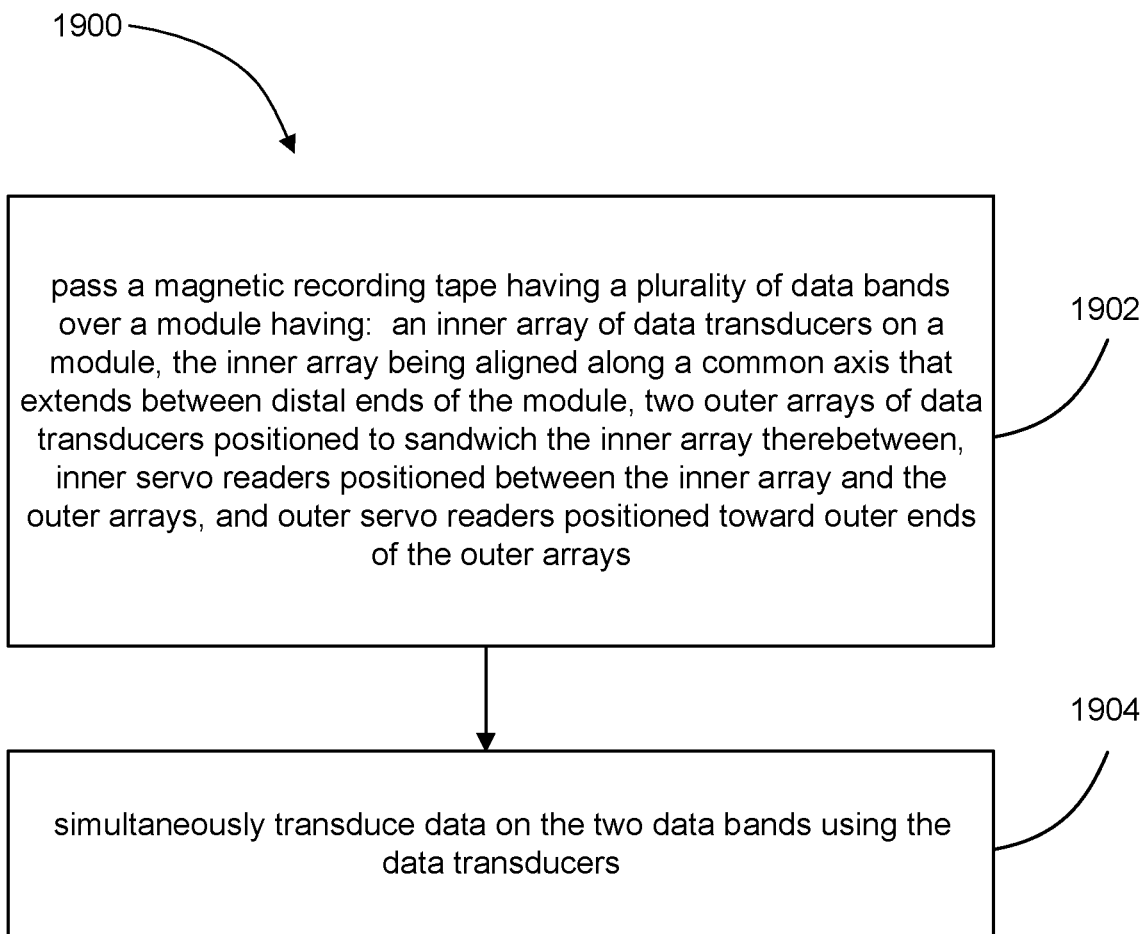 1900
pass a magnetic recording tape having a plurality of data bands
over a module having:  an inner array of data transducers on a
module, the inner array being aligned along a common axis that
extends between distal ends of the module, two outer arrays of data
transducers positioned to sandwich the inner array therebetween,
inner servo readers positioned between the inner array and the
outer arrays, and outer servo readers positioned toward outer ends
of the outer arrays
1902
simultaneously transduce data on the two data bands using the
data transducers
1904